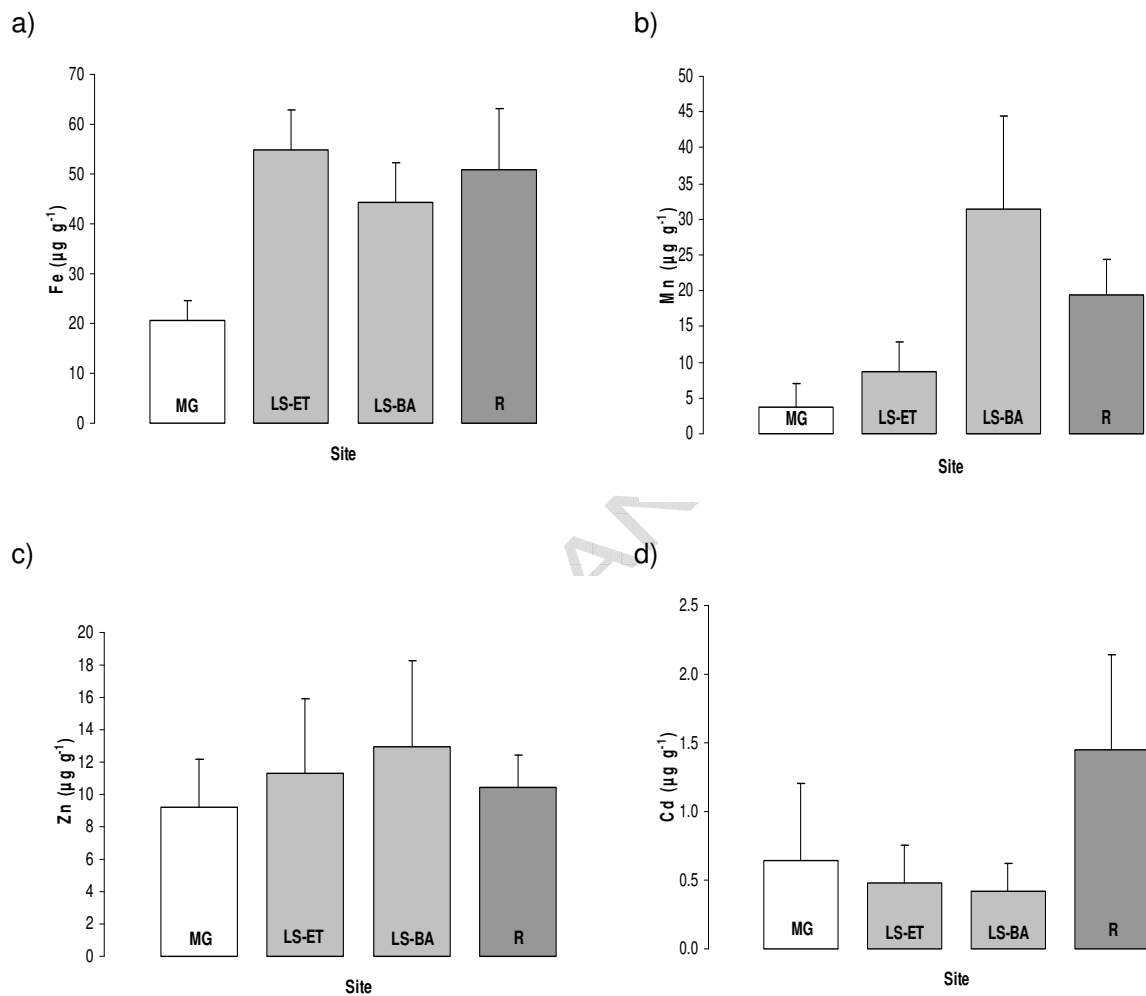 a)
70
60
50
40
30
20
10
0
Fe (µg g-1)
MG LS-ET LS-BA R
Site
b)
50
45
40
35
30
25
20
15
10
5
0
Mn (µg g-1)
MG LS-ET LS-BA R
Site
c)
20
18
16
14
12
10
8
6
4
2
0
Zn (µg g-1)
MG LS-ET LS-BA R
Site
d)
2.5
2.0
1.5
1.0
0.5
0.0
Cd (µg g-1)
MG LS-ET LS-BA R
Site